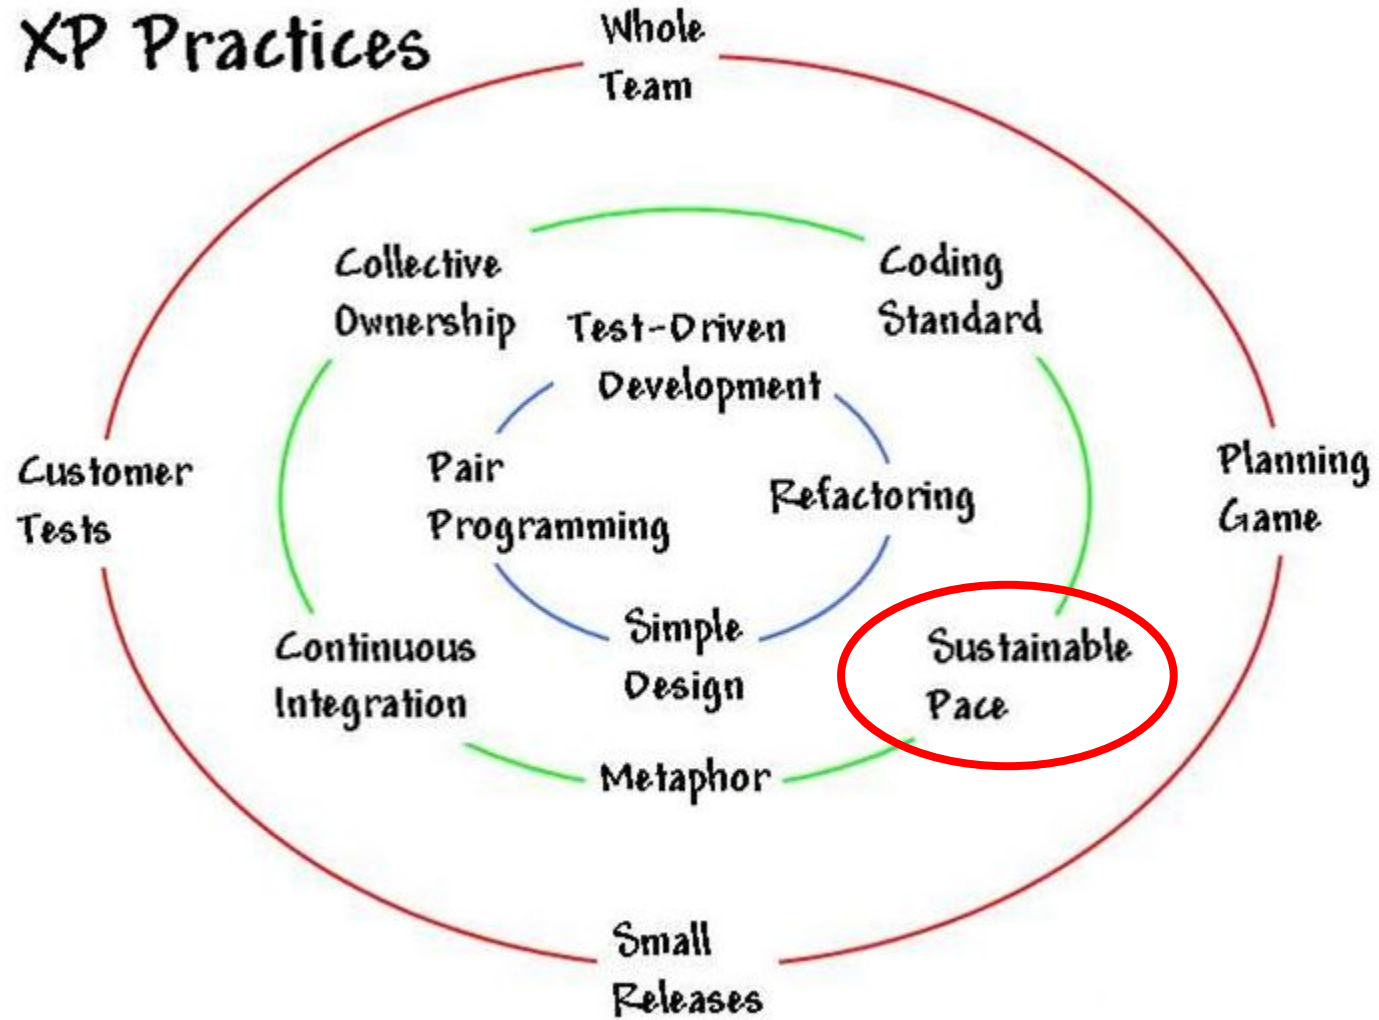 XP Practices
Whole
Team
Collective
Ownership
Coding
Standard
Test-Driven
Development
Customer
Tests
Pair
Programming
Refactoring
Planning
Game
Continuous
Integration
Simple
Design
Sustainable
Pace
Metaphor
Small
Releases